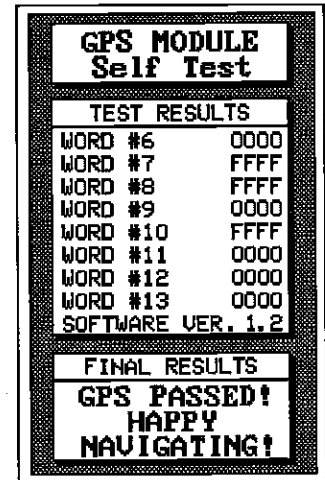 GPS MODULE
Self Test
TEST RESULTS
WORD #6 0000
WORD #7 FFFF
WORD #8 FFFF
WORD #9 0000
WORD #10 FFFF
WORD #11 0000
WORD #12 0000
WORD #13 0000
SOFTWARE VER. 1.2
FINAL RESULTS
GPS PASSED!
HAPPY
NAVIGATING!